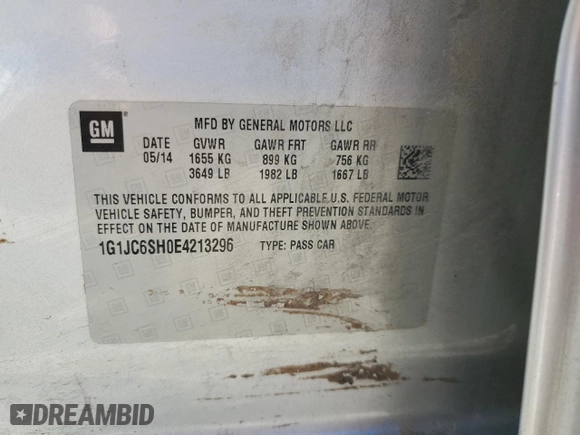 GM
MFD BY GENERAL MOTORS LLC
DATE GVWR GAWR FRT GAWR RR
05/14 1655 KG 899 KG 756 KG
3649 LB 1982 LB 1667 LB
THIS VEHICLE CONFORMS TO ALL APPLICABLE U.S. FEDERAL MOTOR
VEHICLE SAFETY, BUMPER, AND THEFT PREVENTION STANDARDS IN
EFFECT ON THE DATE OF MANUFACTURE SHOWN ABOVE.
1G1JC6SH0E4213296 TYPE: PASS CAR
DREAMBID